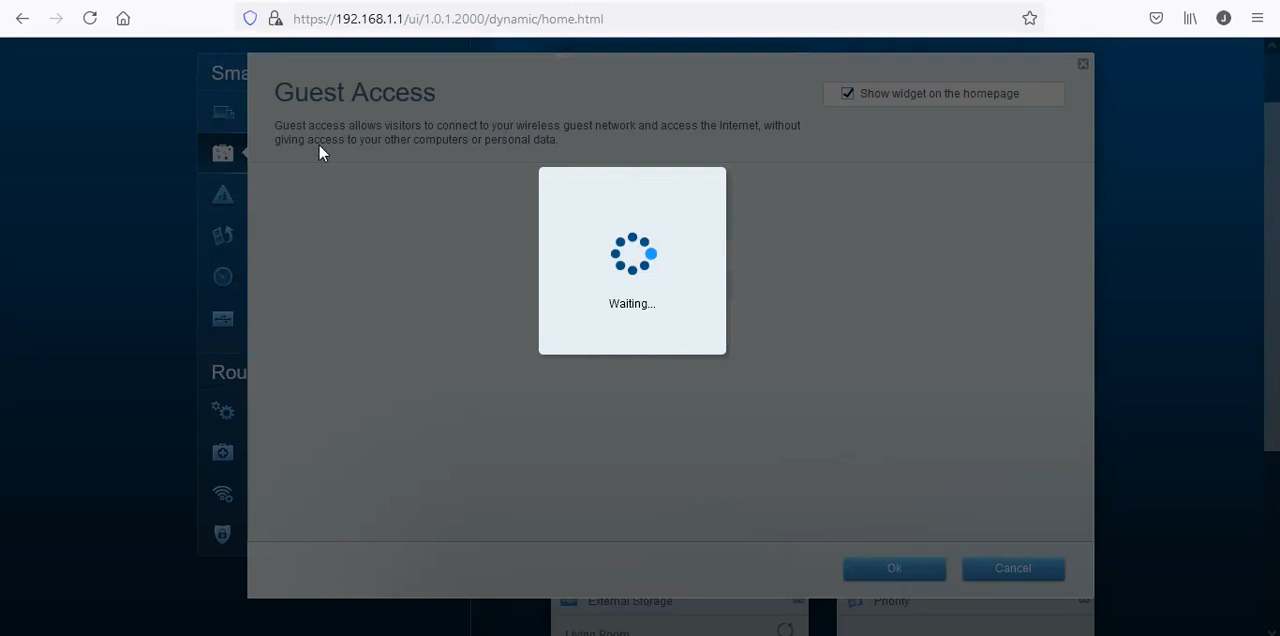 https://192.168.1.1/ui/1.0.1.2000/dynamic/home.html
J
Sma
Guest Access
Show widget on the homepage
Guest access allows visitors to connect to your wireless guest network and access the Internet, without
giving access to your other computers or personal data.
Waiting...
Rou
Ok
Cancel
External Storage
Priority
Living Room